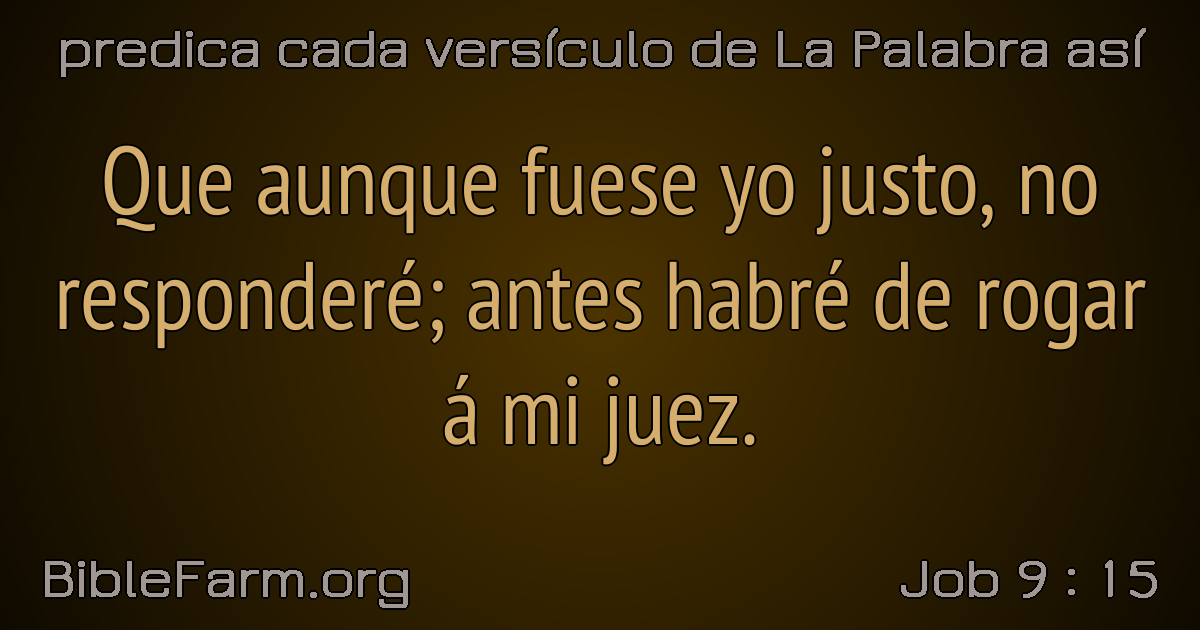 predica cada versículo de La Palabra así
Que aunque fuese yo justo, no
responderé; antes habré de rogar
á mi juez.
BibleFarm.org
Job 9 : 15